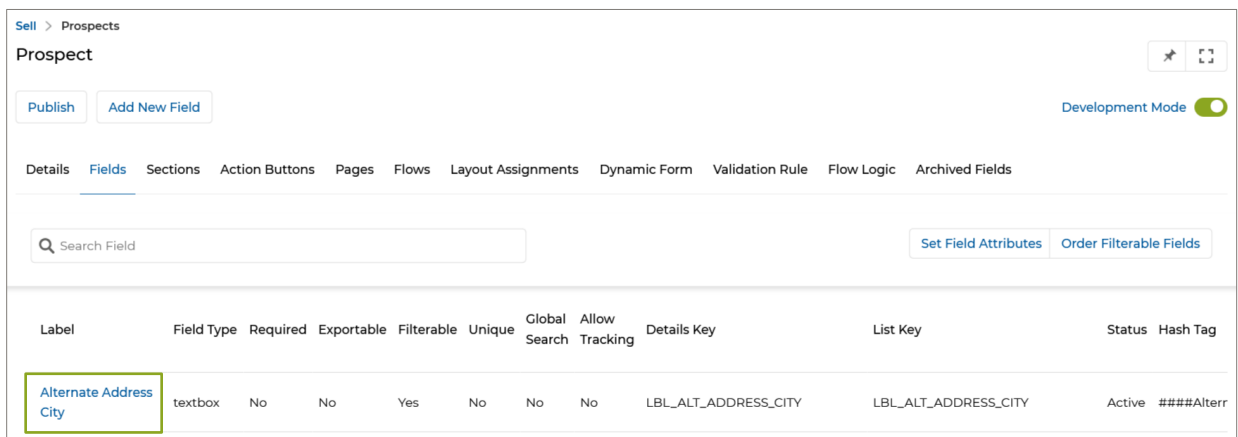 Sell > Prospects
Prospect
Publish Add New Field Development Mode
Details Fields Sections Action Buttons Pages Flows Layout Assignments Dynamic Form Validation Rule Flow Logic Archived Fields
Search Field Set Field Attributes Order Filterable Fields
Label Field Type Required Exportable Filterable Unique Global Search Allow Tracking Details Key List Key Status Hash Tag
Alternate Address City textbox No No Yes No No No LBL_ALT_ADDRESS_CITY LBL_ALT_ADDRESS_CITY Active ####Altern